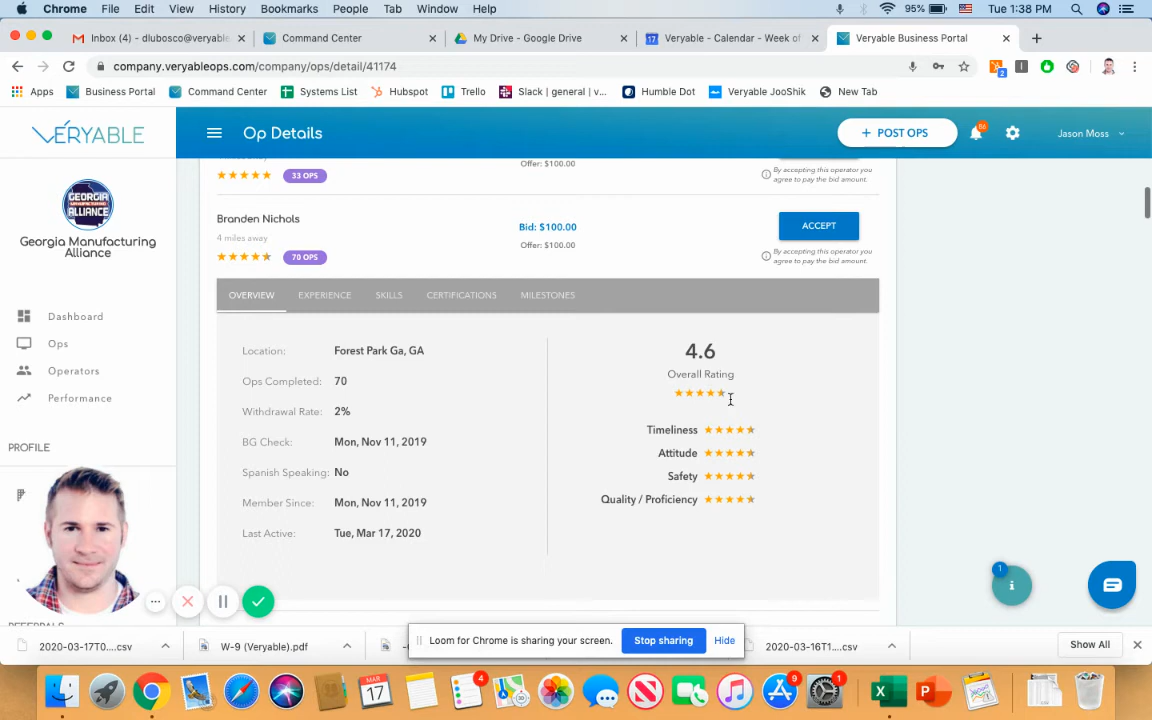 Chrome File Edit View History Bookmarks People Tab Window Help 95% Tue 1:38 PM
Inbox (4) - dlubosco@veryable × Command Center × My Drive - Google Drive × Veryable - Calendar - Week of × Veryable Business Portal × +
company.veryableops.com/company/ops/detail/41174
Apps Business Portal Command Center Systems List Hubspot Trello Slack | general | v... Humble Dot Veryable JooShik New Tab
VERYABLE Op Details + POST OPS 86 Jason Moss
Offer: $100.00
33 OPS
By accepting this operator you agree to pay the bid amount.
GEORGIA
MANUFACTURING
ALLIANCE
Georgia Manufacturing
Alliance
Branden Nichols
4 miles away
70 OPS
Bid: $100.00
Offer: $100.00
ACCEPT
By accepting this operator you
agree to pay the bid amount.
OVERVIEW EXPERIENCE SKILLS CERTIFICATIONS MILESTONES
Dashboard
Ops
Operators
Performance
PROFILE
Location: Forest Park Ga, GA
Ops Completed: 70
Withdrawal Rate: 2%
BG Check: Mon, Nov 11, 2019
Spanish Speaking: No
Member Since: Mon, Nov 11, 2019
Last Active: Tue, Mar 17, 2020
4.6
Overall Rating
Timeliness
Attitude
Safety
Quality / Proficiency
1
Loom for Chrome is sharing your screen. Stop sharing Hide
2020-03-17T0....csv W-9 (Veryable).pdf 2020-03-16T1....csv Show All
4 MAR 17 9 1